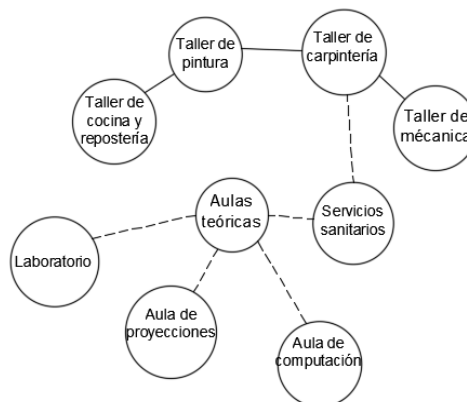 Taller de
pintura
Taller de
carpintería
Taller de
cocina y
repostería
Taller de
mécanica
Aulas
teóricas
Servicios
sanitarios
Laboratorio
Aula de
proyecciones
Aula de
computación